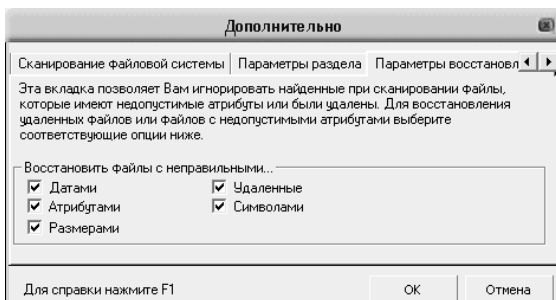 Дополнительно
Сканирование файловой системы Параметры раздела Параметры восстановл
Эта вкладка позволяет Вам игнорировать найденные при сканировании файлы,
которые имеют недопустимые атрибуты или были удалены. Для восстановления
удаленных файлов или файлов с недопустимыми атрибутами выберите
соответствующие опции ниже.
Восстановить файлы с неправильными...
Датами Удаленные
Атрибутами Символами
Размерами
Для справки нажмите F1 OK Отмена